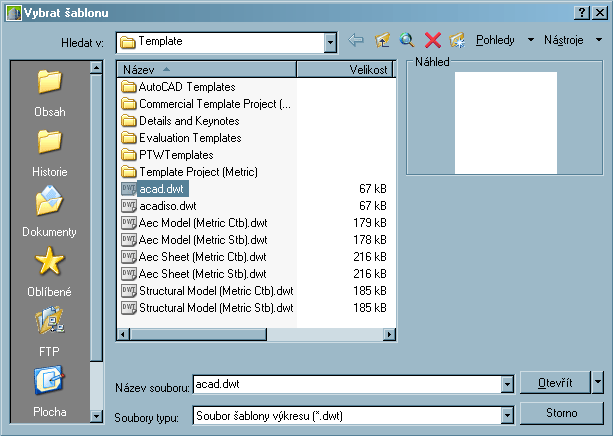 Vybrat šablonu
Hledat v: Template Pohledy Nástroje
Název Velikost Náhled
AutoCAD Templates
Commercial Template Project (...
Details and Keynotes
Evaluation Templates
PTWTemplates
Template Project (Metric)
acad.dwt 67 kB
acadiso.dwt 67 kB
Aec Model (Metric Ctb).dwt 179 kB
Aec Model (Metric Stb).dwt 178 kB
Aec Sheet (Metric Ctb).dwt 216 kB
Aec Sheet (Metric Stb).dwt 216 kB
Structural Model (Metric Ctb).dwt 185 kB
Structural Model (Metric Stb).dwt 185 kB
Obsah
Historie
Dokumenty
Oblíbené
FTP
Plocha
Název souboru: acad.dwt Otevřít
Soubory typu: Soubor šablony výkresu (*.dwt) Storno